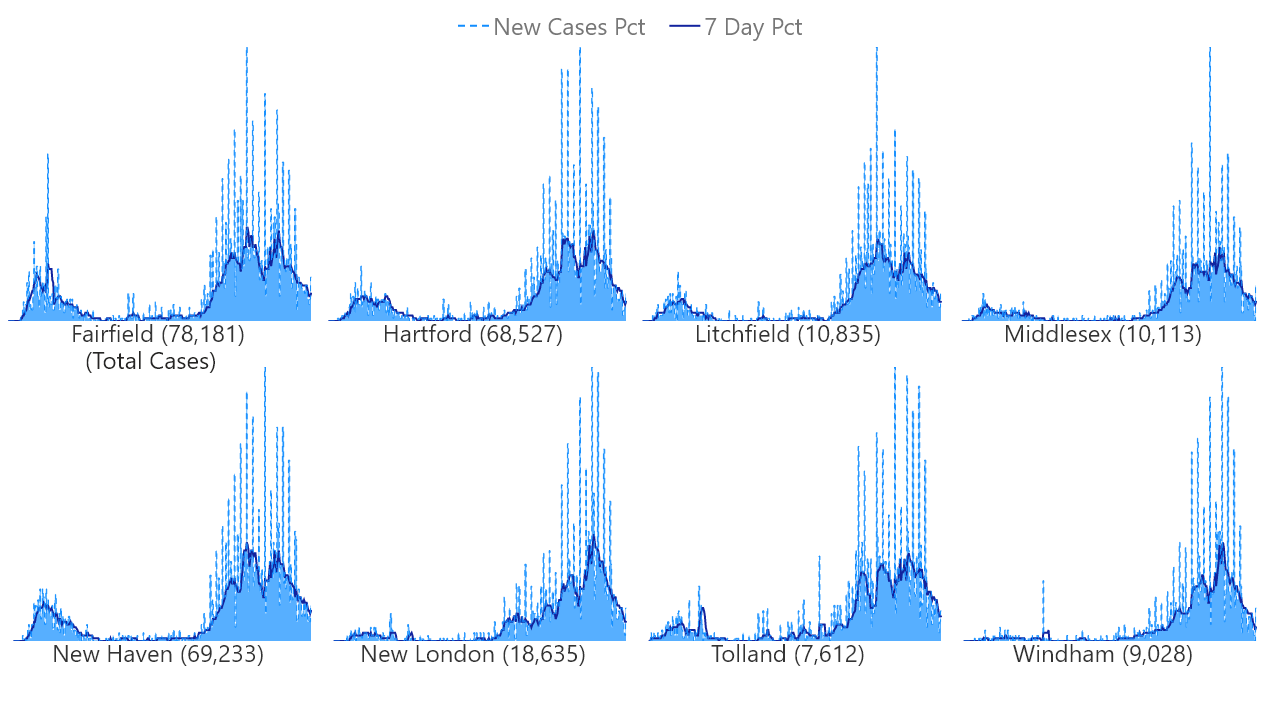 New Cases Pct 7 Day Pct
Fairfield (78,181)
(Total Cases)
Hartford (68,527)
Litchfield (10,835)
Middlesex (10,113)
New Haven (69,233)
New London (18,635)
Tolland (7,612)
Windham (9,028)